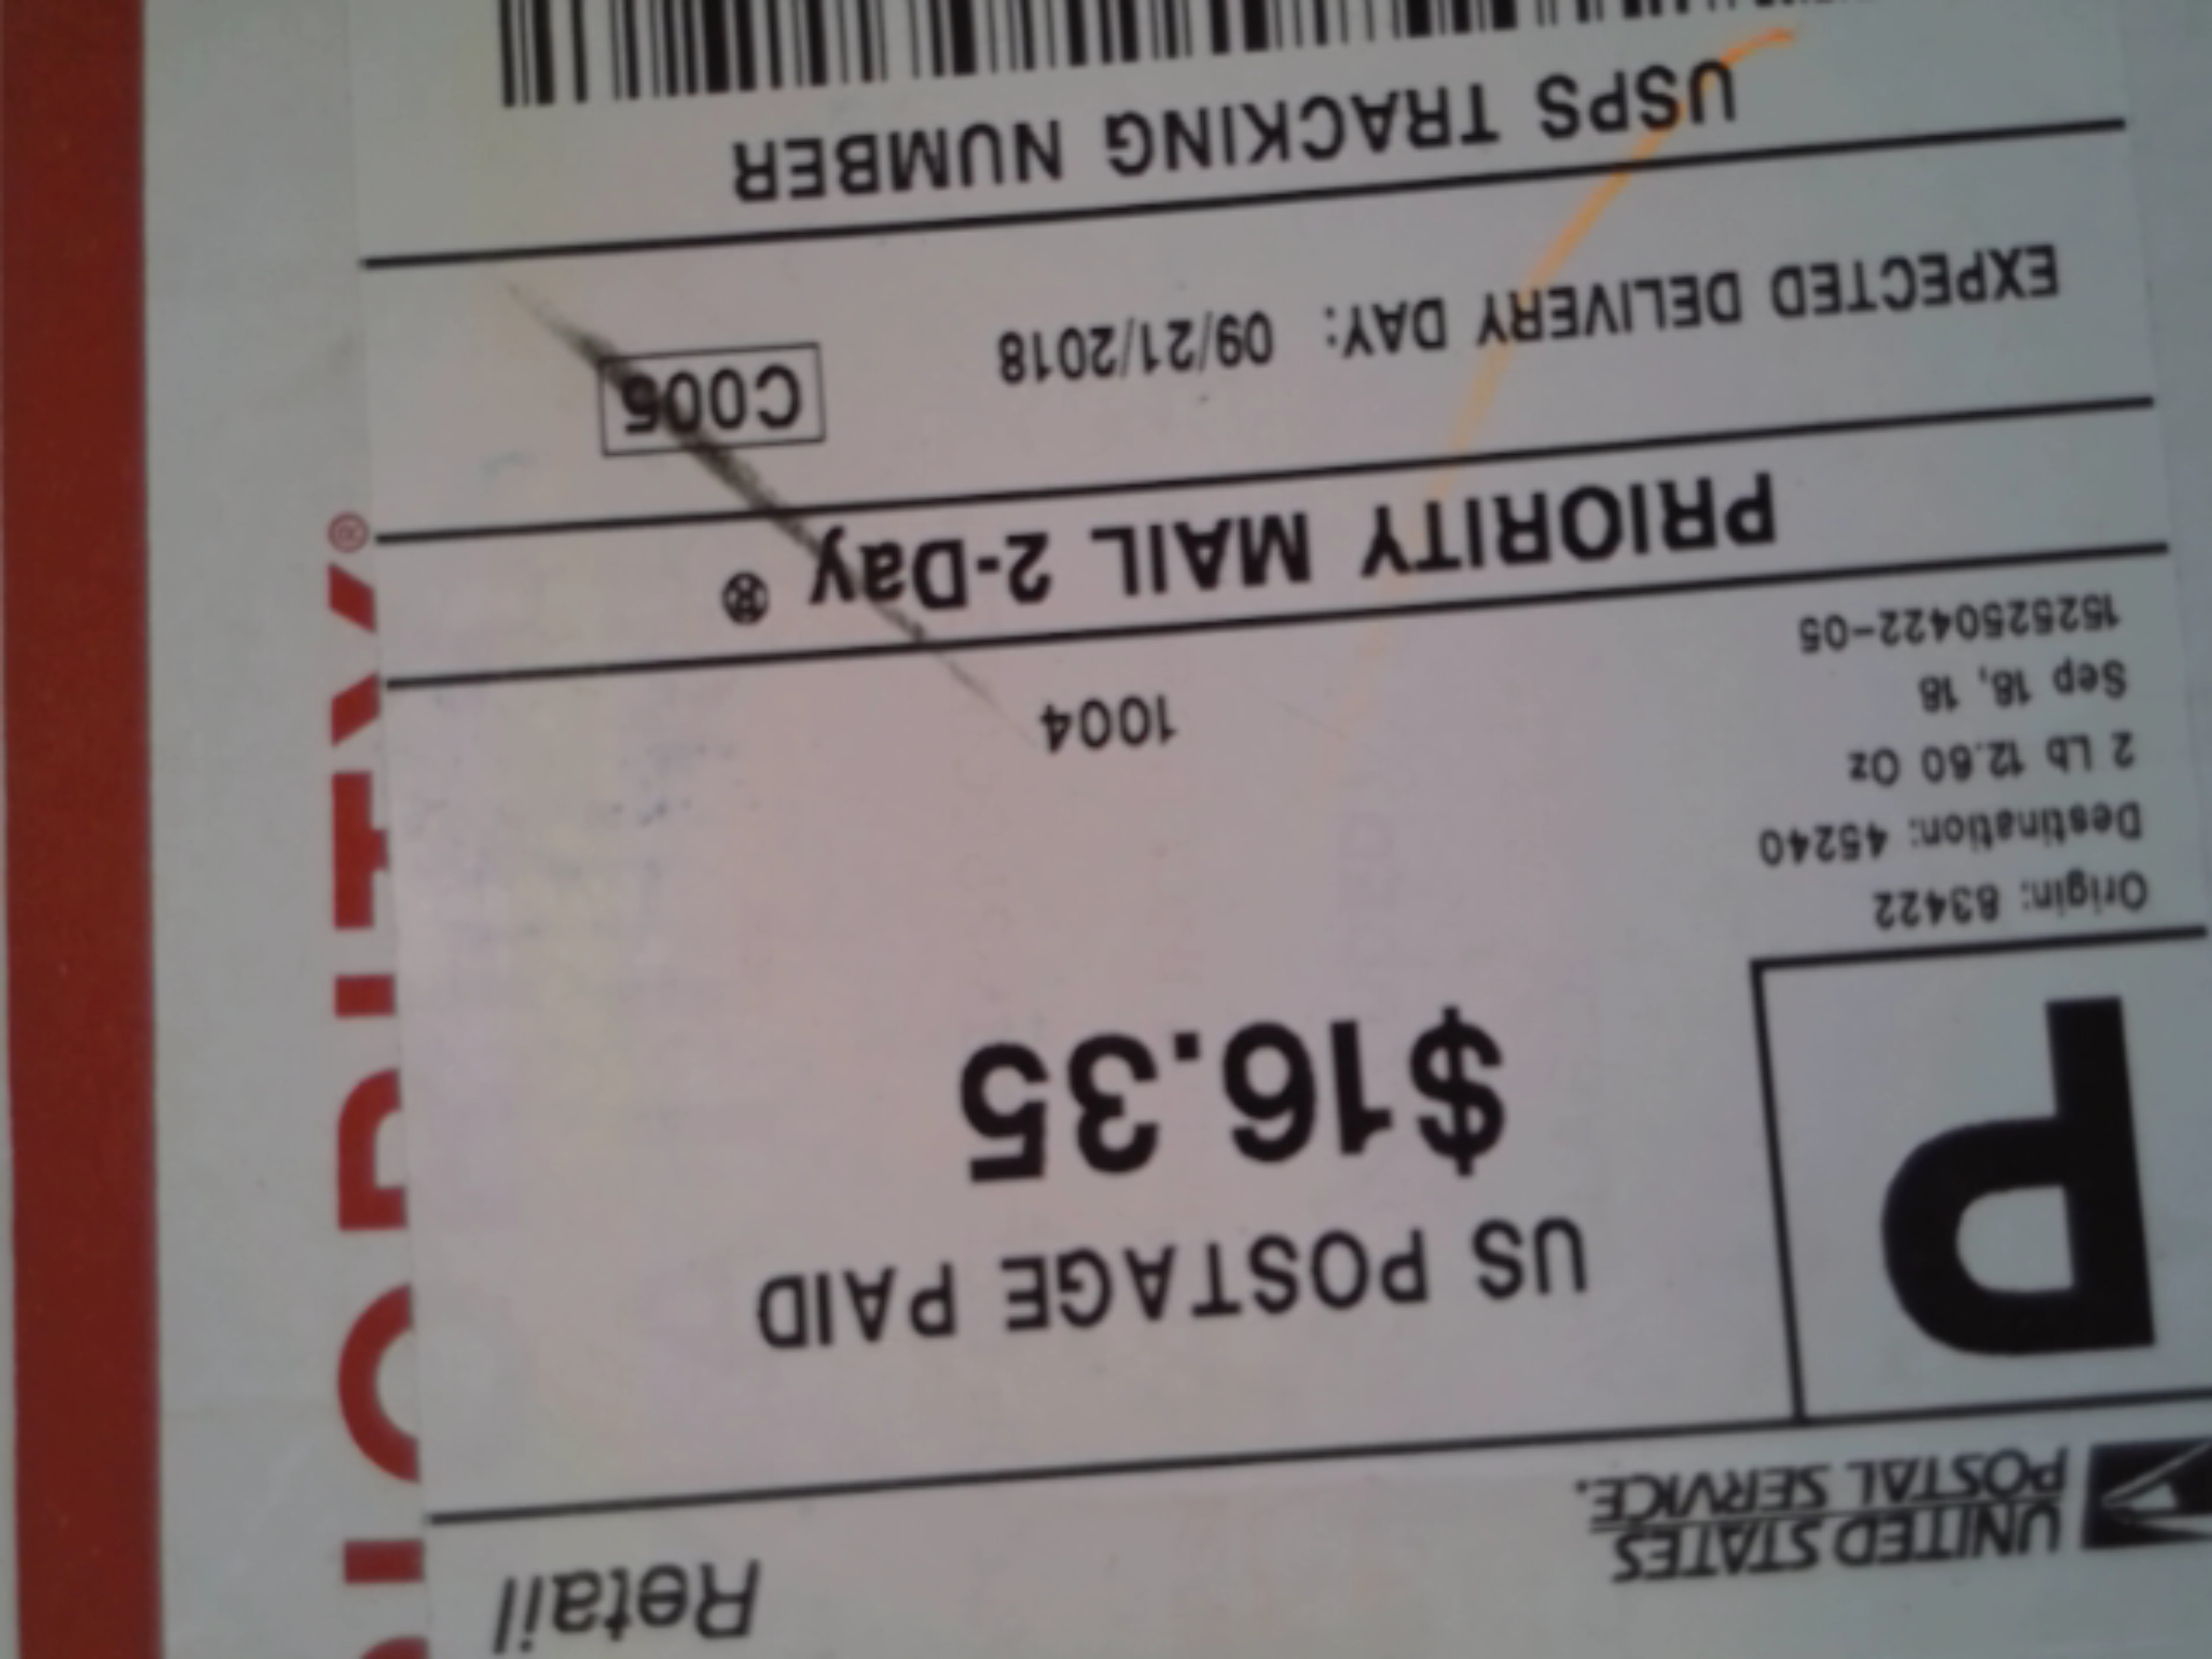 UNITED STATES
POSTAL SERVICE.
Retail
P
US POSTAGE PAID
$16.35
Origin: 83422
Destination: 45240
2 Lb 12.60 Oz
Sep 18, 18
1525250422-05
1004
PRIORITY MAIL 2-Day ®
EXPECTED DELIVERY DAY: 09/21/2018
C006
USPS TRACKING NUMBER